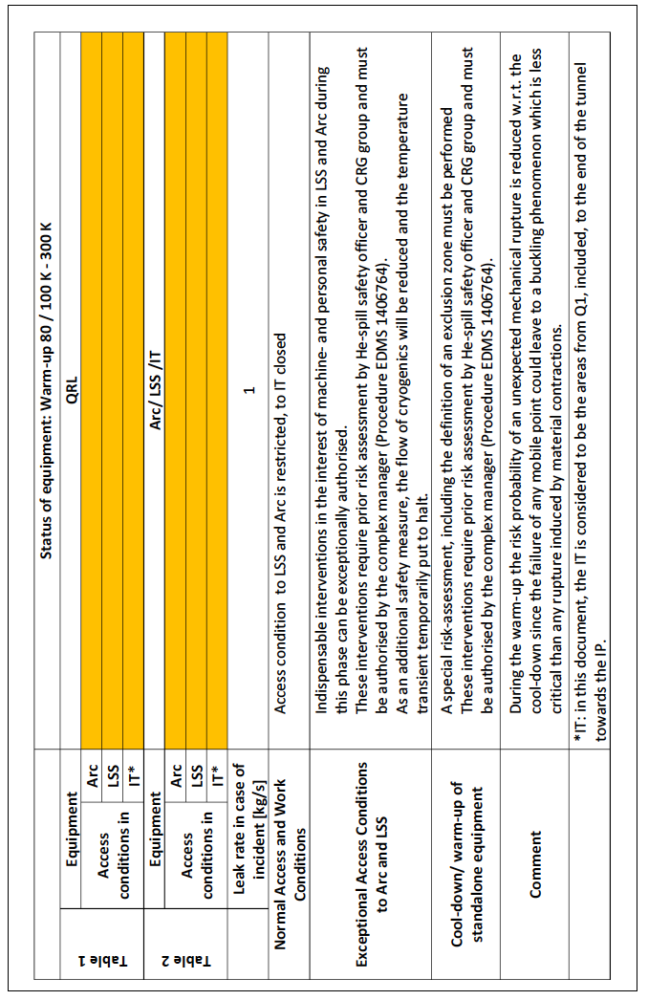 Status of equipment: Warm-up 80 / 100 K - 300 K
Table 1
Equipment
QRL
Access
conditions in
Arc
LSS
IT*
Table 2
Equipment
Arc/ LSS /IT
Access
conditions in
Arc
LSS
IT*
Leak rate in case of
incident [kg/s]
1
Normal Access and Work
Conditions
Access condition to LSS and Arc is restricted, to IT closed
Exceptional Access Conditions
to Arc and LSS
Indispensable interventions in the interest of machine- and personal safety in LSS and Arc during
this phase can be exceptionally authorised.
These interventions require prior risk assessment by He-spill safety officer and CRG group and must
be authorised by the complex manager (Procedure EDMS 1406764).
As an additional safety measure, the flow of cryogenics will be reduced and the temperature
transient temporarily put to halt.
Cool-down/ warm-up of
standalone equipment
A special risk-assessment, including the definition of an exclusion zone must be performed
These interventions require prior risk assessment by He-spill safety officer and CRG group and must
be authorised by the complex manager (Procedure EDMS 1406764).
Comment
During the warm-up the risk probability of an unexpected mechanical rupture is reduced w.r.t. the
cool-down since the failure of any mobile point could leave to a buckling phenomenon which is less
critical than any rupture induced by material contractions.
*IT: in this document, the IT is considered to be the areas from Q1, included, to the end of the tunnel
towards the IP.